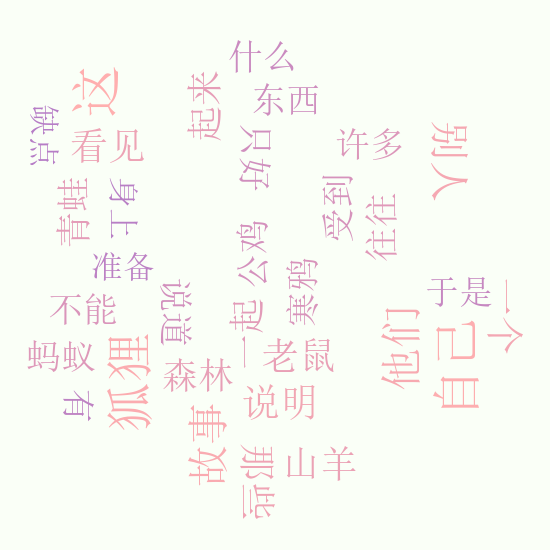 什么
这
起来
东西
缺点
看见
只好
许多
别人
青蛙
身上
受到
往往
公鸡
准备
寒鸦
说道
于是
一个
不能
一起
他们
自己
蚂蚁
狐狸
老鼠
森林
有
说明
故事
那些
山羊